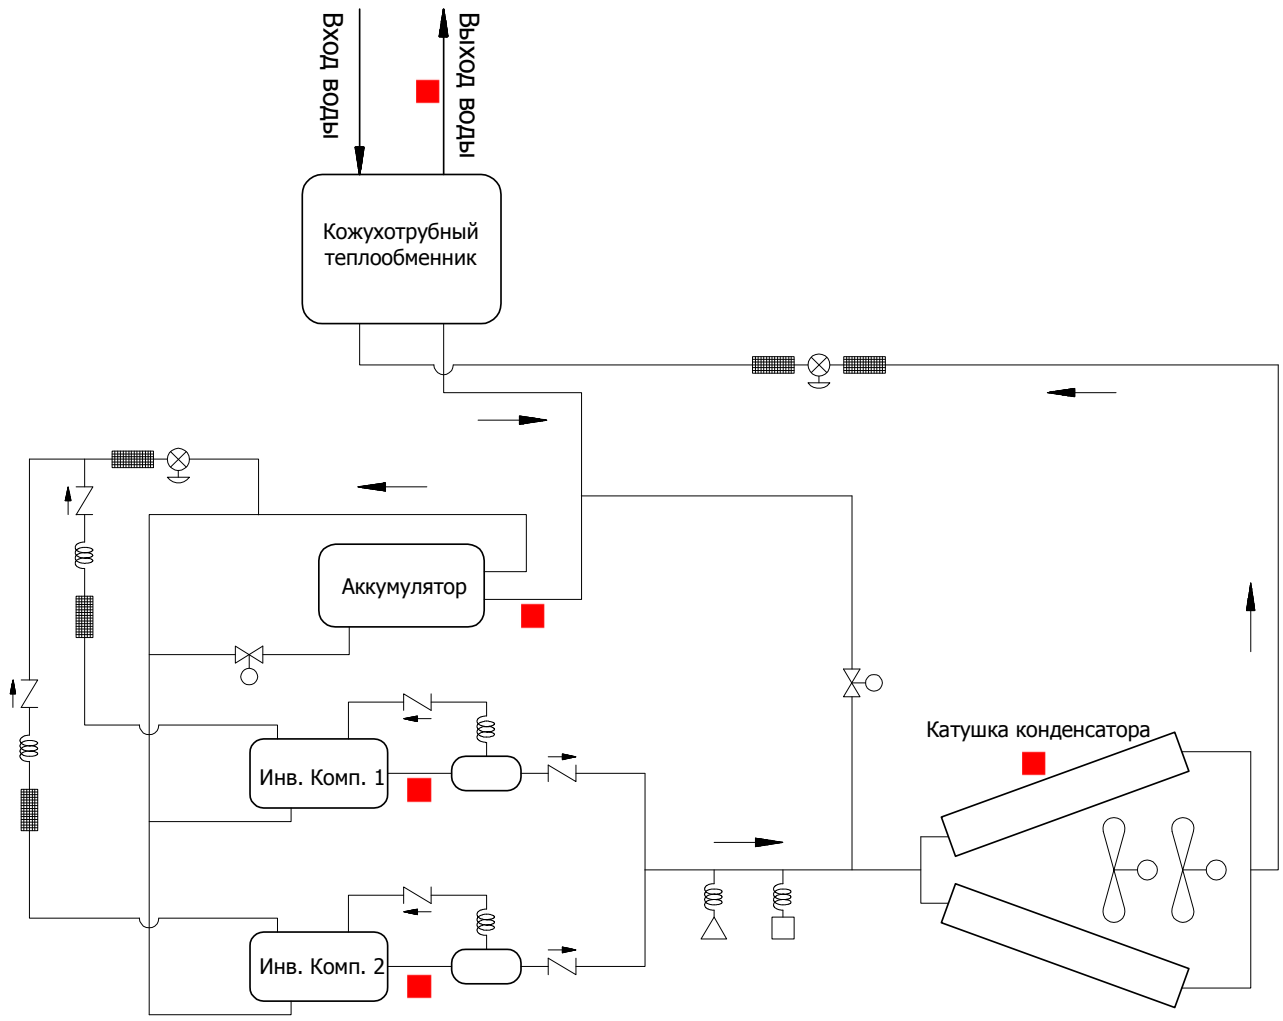 Вход воды
Выход воды
Кожухотрубный
теплообменник
Аккумулятор
Катушка конденсатора
Инв. Комп. 1
Инв. Комп. 2